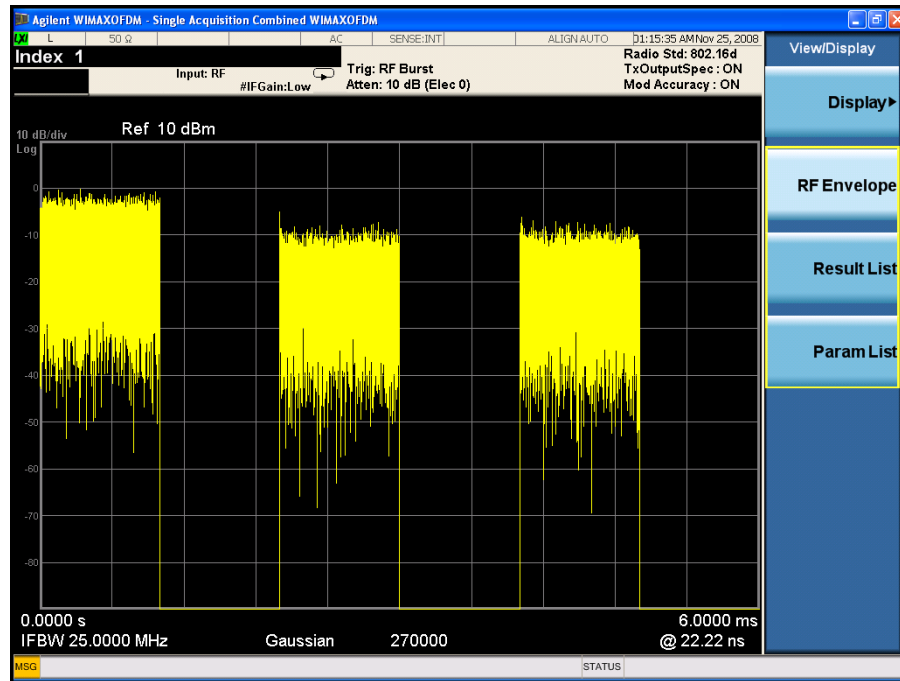 Agilent WIMAXOFDM - Single Acquisition Combined WIMAXOFDM
LXI L 50 Ω AC SENSE:INT ALIGN AUTO 01:15:35 AM Nov 25, 2008
Index 1
Input: RF
#IFGain:Low
Trig: RF Burst
Atten: 10 dB (Elec 0)
Radio Std: 802.16d
TxOutputSpec : ON
Mod Accuracy : ON
10 dB/div
Log
Ref 10 dBm
0
-10
-20
-30
-40
-50
-60
-70
-80
0.0000 s
6.0000 ms
IFBW 25.0000 MHz
Gaussian
270000
@ 22.22 ns
MSG
STATUS
View/Display
Display
RF Envelope
Result List
Param List